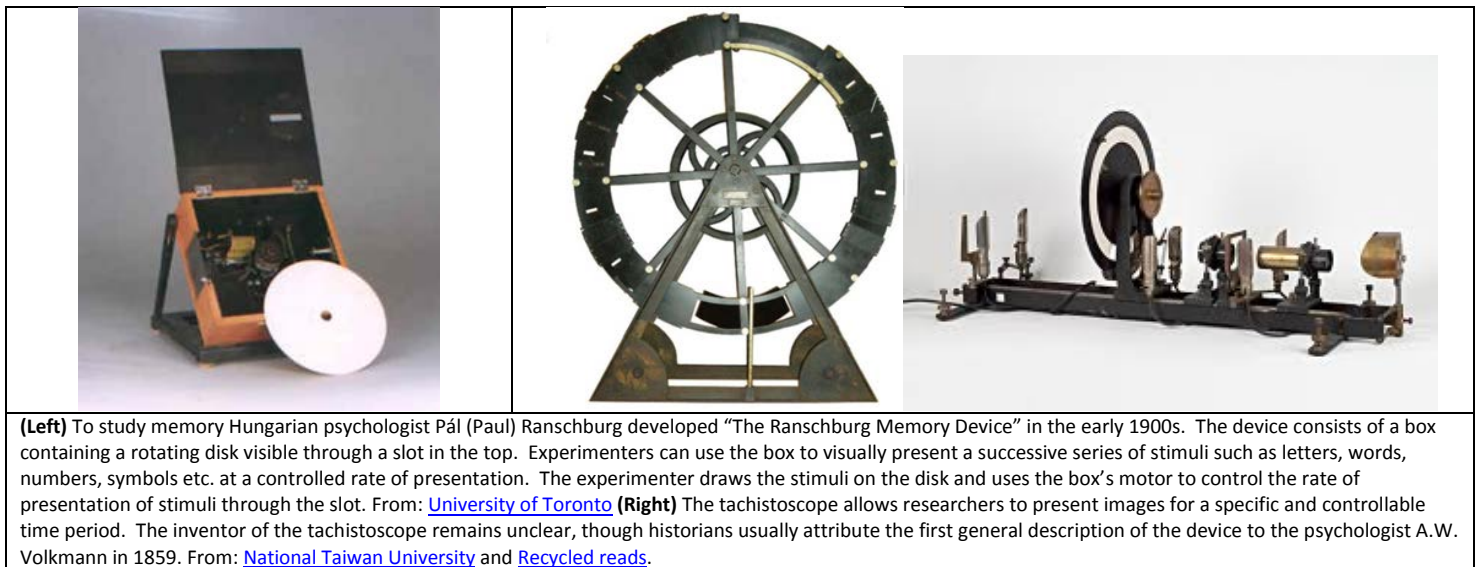 (Left) To study memory Hungarian psychologist Pál (Paul) Ranschburg developed “The Ranschburg Memory Device” in the early 1900s. The device consists of a box
containing a rotating disk visible through a slot in the top. Experimenters can use the box to visually present a successive series of stimuli such as letters, words,
numbers, symbols etc. at a controlled rate of presentation. The experimenter draws the stimuli on the disk and uses the box’s motor to control the rate of
presentation of stimuli through the slot. From: University of Toronto (Right) The tachistoscope allows researchers to present images for a specific and controllable
time period. The inventor of the tachistoscope remains unclear, though historians usually attribute the first general description of the device to the psychologist A.W.
Volkmann in 1859. From: National Taiwan University and Recycled reads.